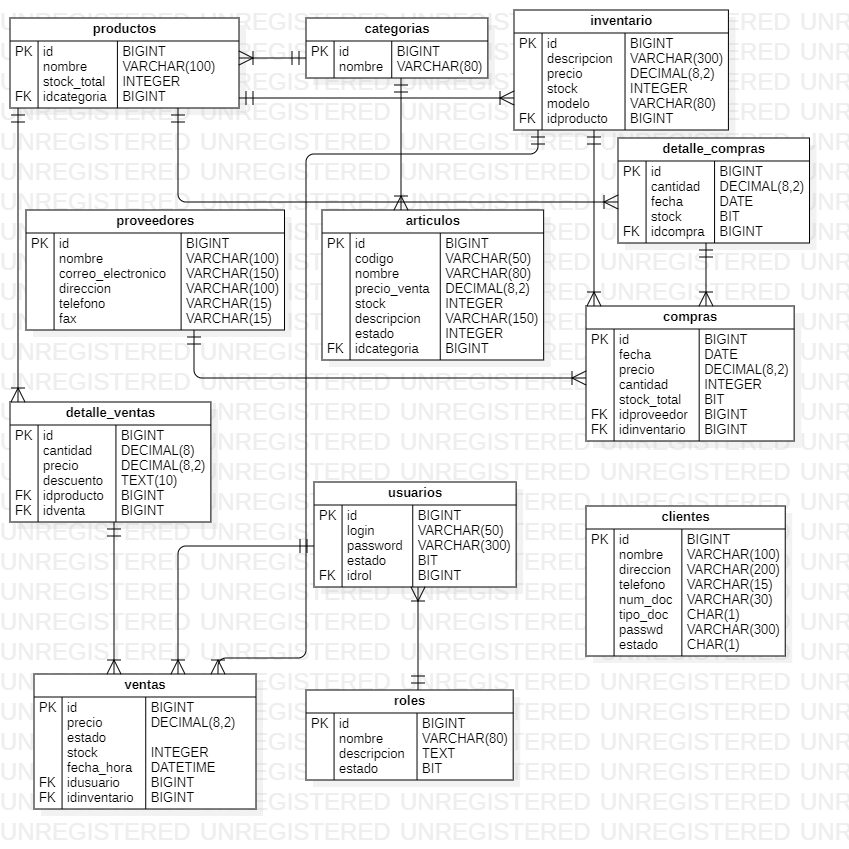 productos
PK id BIGINT
nombre VARCHAR(100)
stock_total INTEGER
FK idcategoria BIGINT
categorias
PK id BIGINT
nombre VARCHAR(80)
inventario
PK id BIGINT
descripcion VARCHAR(300)
precio DECIMAL(8,2)
stock INTEGER
modelo VARCHAR(80)
FK idproducto BIGINT
detalle_compras
PK id BIGINT
cantidad DECIMAL(8,2)
fecha DATE
stock BIT
FK idcompra BIGINT
proveedores
PK id BIGINT
nombre VARCHAR(100)
correo_electronico VARCHAR(150)
direccion VARCHAR(100)
telefono VARCHAR(15)
fax VARCHAR(15)
articulos
PK id BIGINT
codigo VARCHAR(50)
nombre VARCHAR(80)
precio_venta DECIMAL(8,2)
stock INTEGER
descripcion VARCHAR(150)
estado INTEGER
FK idcategoria BIGINT
compras
PK id BIGINT
fecha DATE
precio DECIMAL(8,2)
cantidad INTEGER
stock_total BIT
FK idproveedor BIGINT
FK idinventario BIGINT
detalle_ventas
PK id BIGINT
cantidad DECIMAL(8)
precio DECIMAL(8,2)
descuento TEXT(10)
FK idproducto BIGINT
FK idventa BIGINT
usuarios
PK id BIGINT
login VARCHAR(50)
password VARCHAR(300)
estado BIT
FK idrol BIGINT
clientes
PK id BIGINT
nombre VARCHAR(100)
direccion VARCHAR(200)
telefono VARCHAR(15)
num_doc VARCHAR(30)
tipo_doc CHAR(1)
passwd VARCHAR(300)
estado CHAR(1)
ventas
PK id BIGINT
precio DECIMAL(8,2)
estado
stock INTEGER
fecha_hora DATETIME
FK idusuario BIGINT
FK idinventario BIGINT
roles
PK id BIGINT
nombre VARCHAR(80)
descripcion TEXT
estado BIT
UNREGISTERED UNREGISTERED UNREGISTERED UNREGISTERED